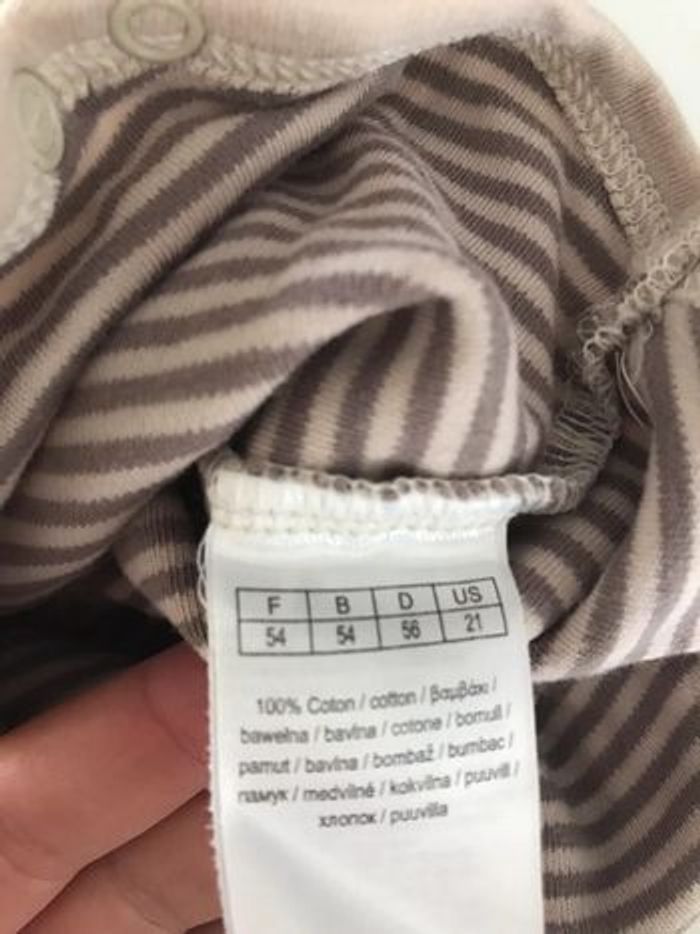 F B D US
54 54 56 21
100% Coton / cotton / βαμβάκι /
bawełna / bavlna / cotone / bomull /
pamut / bavlna / bombaž / bumbac /
памук / medvilnė / kokvilna / puuvill /
хлопок / puuvilla